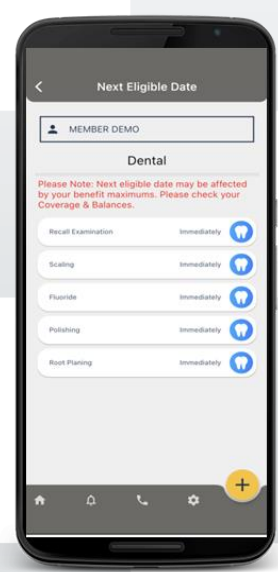 Next Eligible Date
MEMBER DEMO
Dental
Please Note: Next eligible date may be affected
by your benefit maximums. Please check your
Coverage & Balances.
Recall Examination Immediately
Scaling Immediately
Fluoride Immediately
Polishing Immediately
Root Planing Immediately